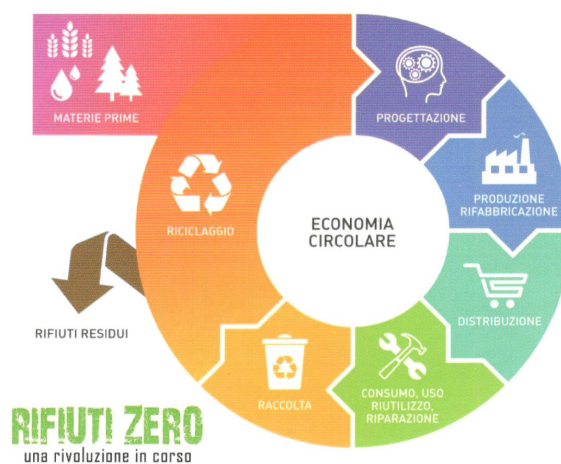 MATERIE PRIME
PROGETTAZIONE
PRODUZIONE
RIFABBRICAZIONE
DISTRIBUZIONE
CONSUMO, USO
RIUTILIZZO,
RIPARAZIONE
RACCOLTA
RICICLAGGIO
RIFIUTI RESIDUI
ECONOMIA
CIRCOLARE
RIFIUTI ZERO
una rivoluzione in corso